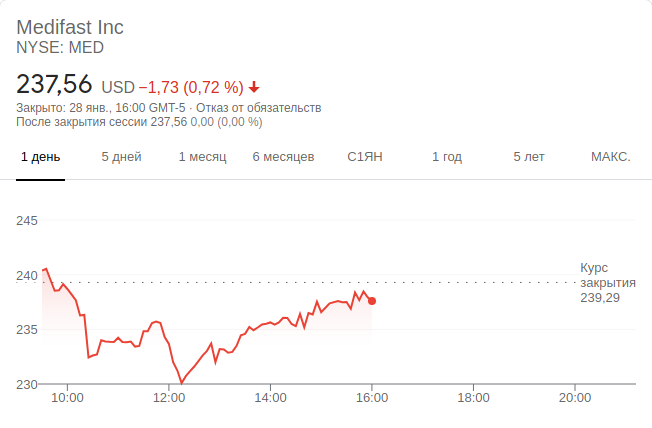 Medifast Inc
NYSE: MED
237,56 USD −1,73 (0,72 %)
Закрыто: 28 янв., 16:00 GMT-5 · Отказ от обязательств
После закрытия сессии 237,56 0,00 (0,00 %)
1 день 5 дней 1 месяц 6 месяцев С1ЯН 1 год 5 лет МАКС.
245
240
235
230
Курс
закрытия
239,29
10:00 12:00 14:00 16:00 18:00 20:00